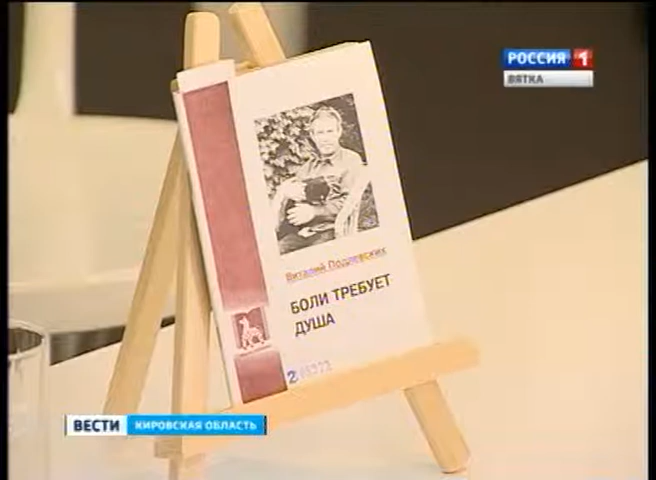 РОССИЯ 1
ВЯТКА
Виталий Подлевских
БОЛИ ТРЕБУЕТ
ДУША
ВЕСТИ КИРОВСКАЯ ОБЛАСТЬ